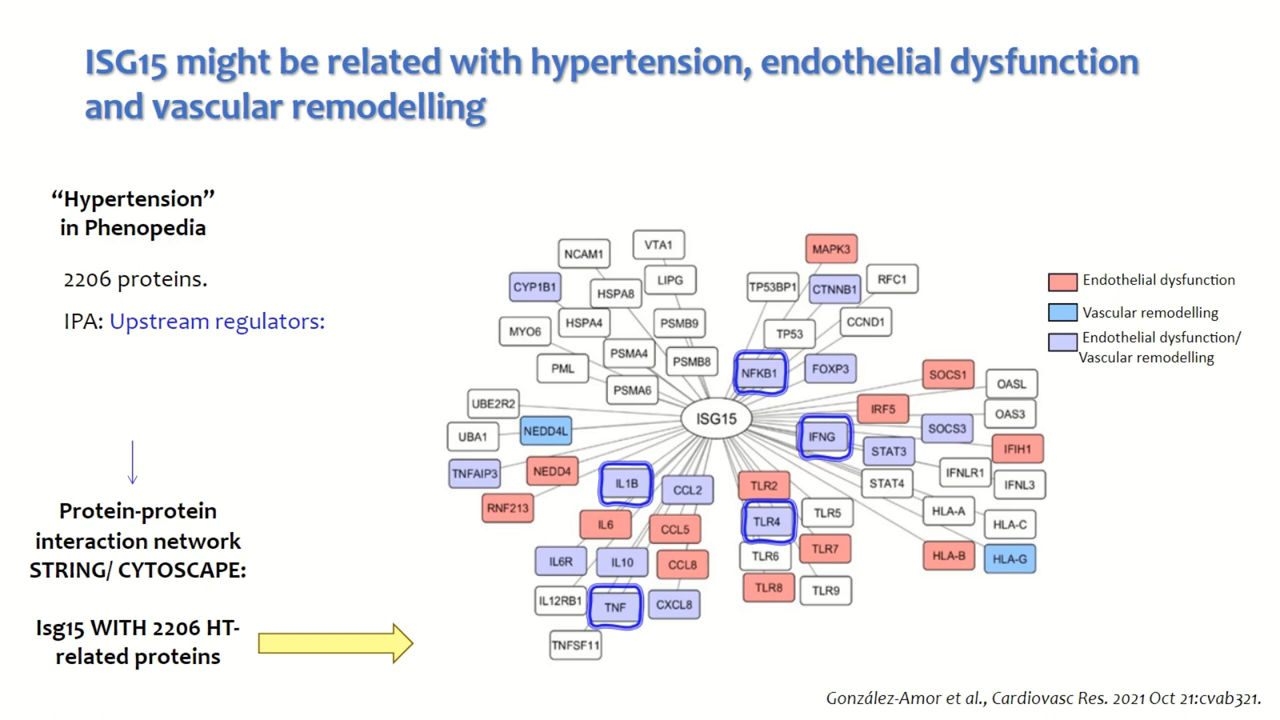 ISG15 might be related with hypertension, endothelial dysfunction
and vascular remodelling
“Hypertension”
in Phenopedia
2206 proteins.
IPA: Upstream regulators:
Protein-protein
interaction network
STRING/ CYTOSCAPE:
Isg15 WITH 2206 HT-
related proteins
NCAM1
VTA1
CYP1B1
HSPA8
LIPG
MYO6
HSPA4
PSMB9
PML
PSMA4
PSMB8
PSMA6
MAPK3
TP53BP1
CTNNB1
RFC1
TP53
CCND1
NFKB1
FOXP3
ISG15
UBE2R2
UBA1
NEDD4L
TNFAIP3
NEDD4
RNF213
IL1B
CCL2
IL6
CCL5
IL6R
IL10
CCL8
IL12RB1
TNF
CXCL8
TNFSF11
TLR2
TLR4
TLR5
TLR6
TLR7
TLR8
TLR9
SOCS1
OASL
IRF5
OAS3
IFNG
SOCS3
STAT3
IFIH1
IFNLR1
STAT4
IFNL3
HLA-A
HLA-C
HLA-B
HLA-G
Endothelial dysfunction
Vascular remodelling
Endothelial dysfunction/
Vascular remodelling
González-Amor et al., Cardiovasc Res. 2021 Oct 21:cvab321.